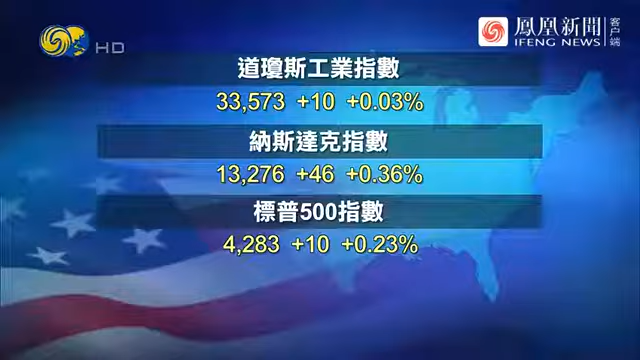 HD
鳳凰新聞
IFENG NEWS
客户端
道瓊斯工業指數
33,573 +10 +0.03%
納斯達克指數
13,276 +46 +0.36%
標普500指數
4,283 +10 +0.23%